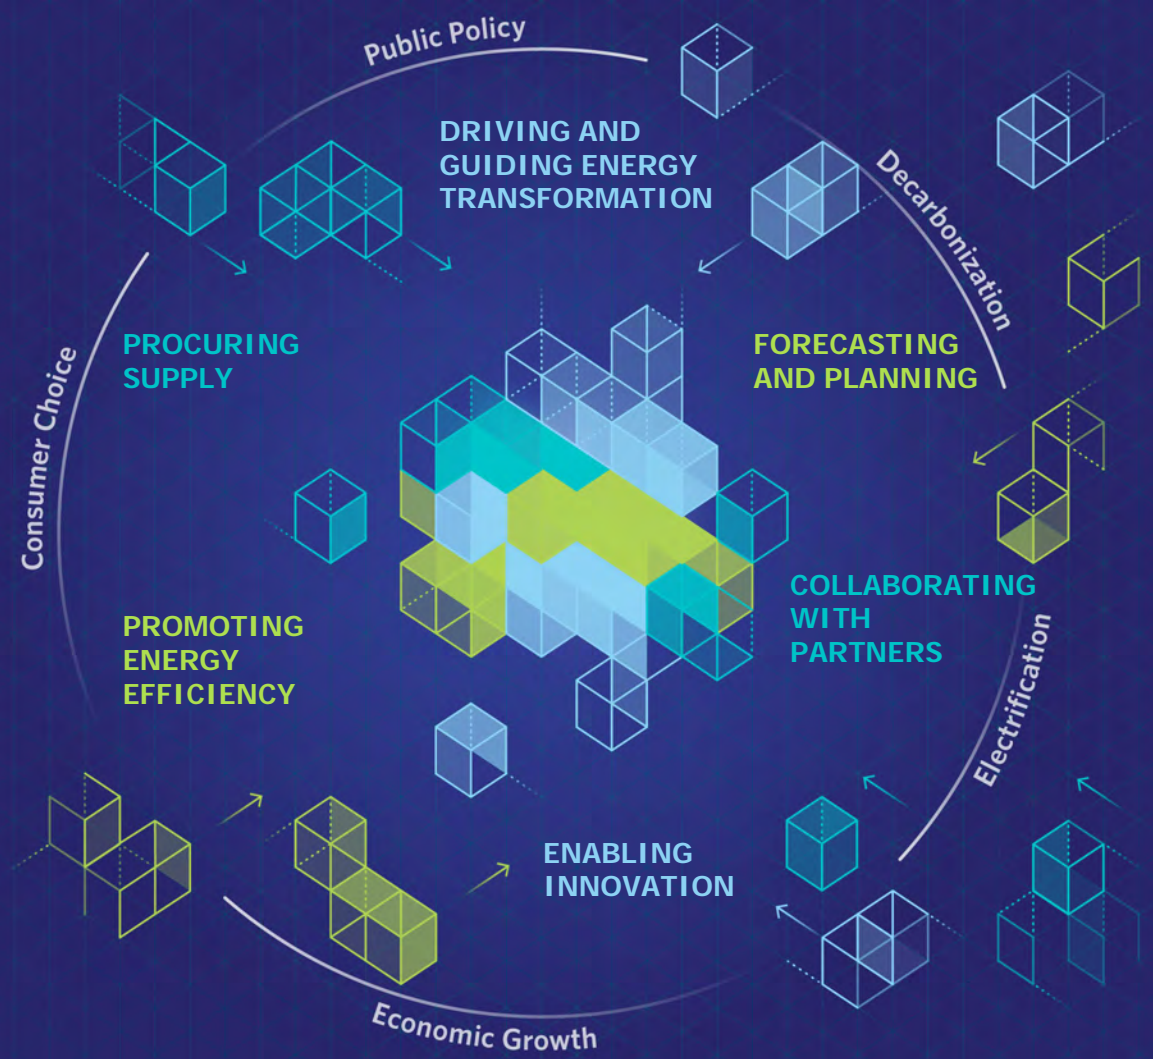 Public Policy
DRIVING AND
GUIDING ENERGY
TRANSFORMATION
Decarbonization
PROCURING
SUPPLY
FORECASTING
AND PLANNING
Consumer Choice
COLLABORATING
WITH
PARTNERS
PROMOTING
ENERGY
EFFICIENCY
Electrification
ENABLING
INNOVATION
Economic Growth